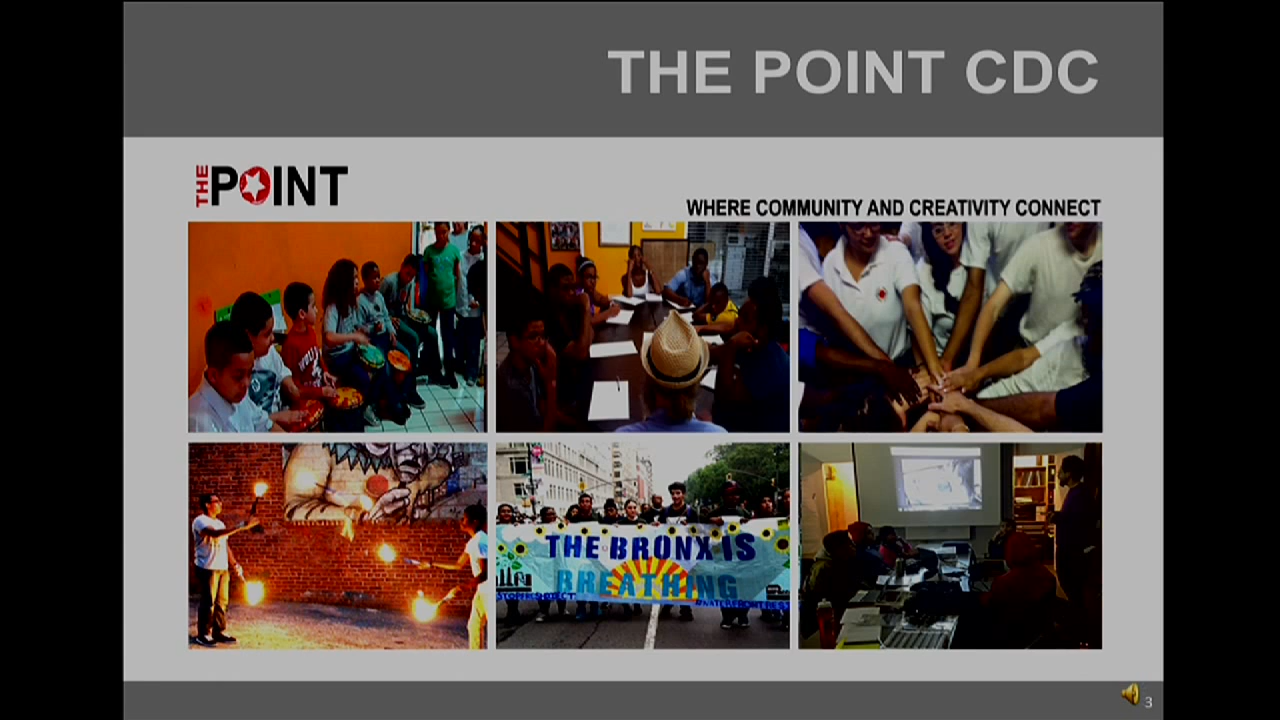 THE POINT CDC
THE POINT
WHERE COMMUNITY AND CREATIVITY CONNECT
THE BRONX IS
BREATHING
3